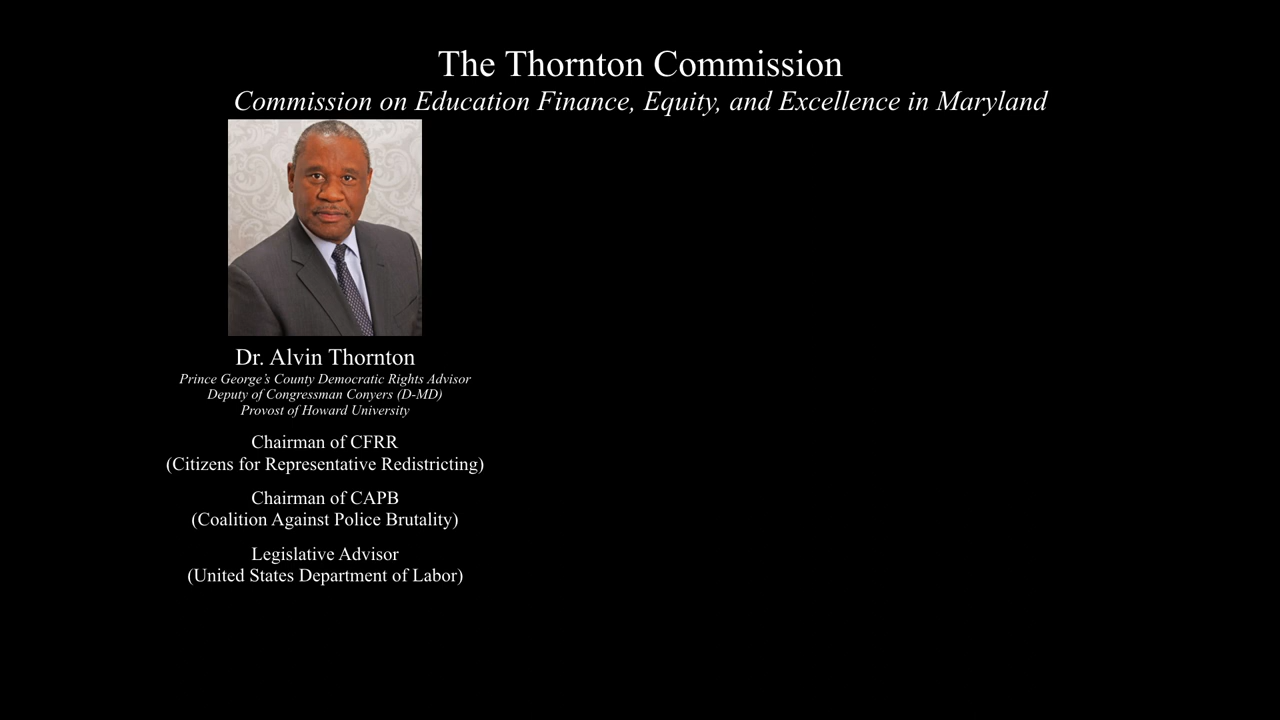 The Thornton Commission
Commission on Education Finance, Equity, and Excellence in Maryland
Dr. Alvin Thornton
Prince George's County Democratic Rights Advisor
Deputy of Congressman Conyers (D-MD)
Provost of Howard University
Chairman of CFRR
(Citizens for Representative Redistricting)
Chairman of CAPB
(Coalition Against Police Brutality)
Legislative Advisor
(United States Department of Labor)